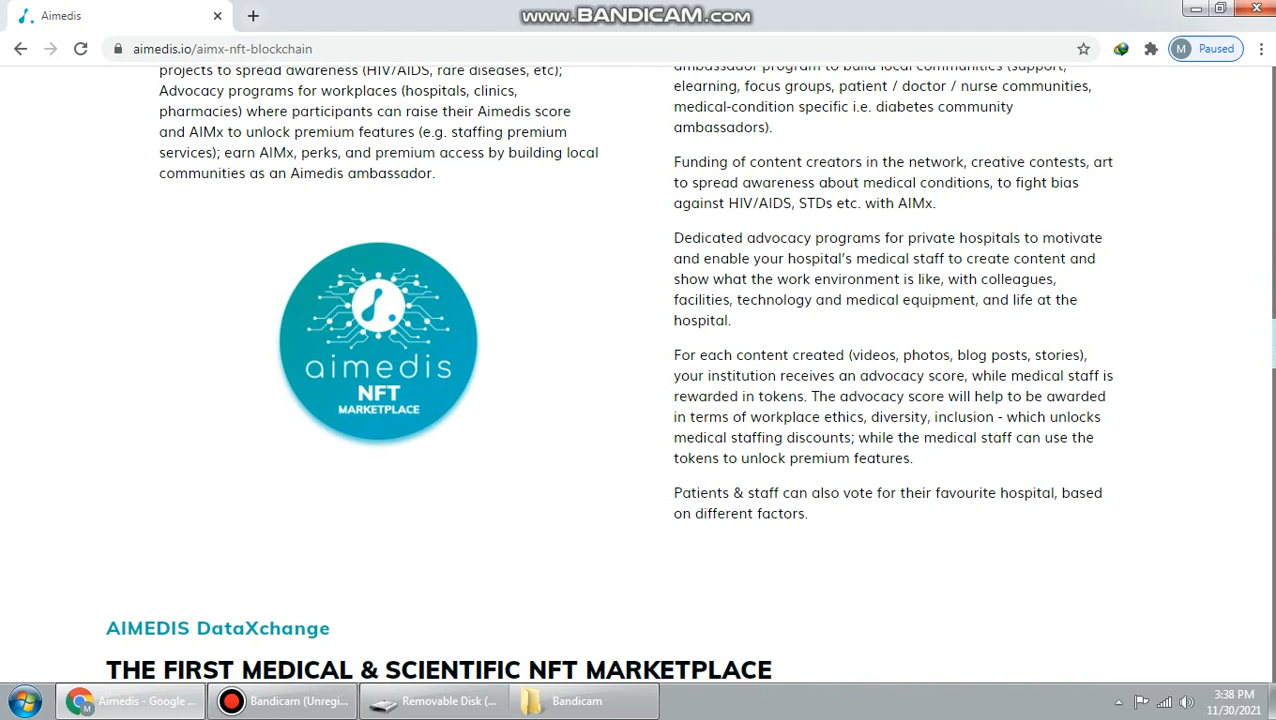 Aimedis
www.BANDICAM.com
aimedis.io/aimx-nft-blockchain
M
Paused
projects to spread awareness (HIV/AIDS, rare diseases, etc);
Advocacy programs for workplaces (hospitals, clinics,
pharmacies) where participants can raise their Aimedis score
and AIMx to unlock premium features (e.g. staffing premium
services); earn AIMx, perks, and premium access by building local
communities as an Aimedis ambassador.
aimedis
NFT
MARKETPLACE
ambassador program to build local communities (support,
elearning, focus groups, patient / doctor / nurse communities,
medical-condition specific i.e. diabetes community
ambassadors).
Funding of content creators in the network, creative contests, art
to spread awareness about medical conditions, to fight bias
against HIV/AIDS, STDs etc. with AIMx.
Dedicated advocacy programs for private hospitals to motivate
and enable your hospital's medical staff to create content and
show what the work environment is like, with colleagues,
facilities, technology and medical equipment, and life at the
hospital.
For each content created (videos, photos, blog posts, stories),
your institution receives an advocacy score, while medical staff is
rewarded in tokens. The advocacy score will help to be awarded
in terms of workplace ethics, diversity, inclusion - which unlocks
medical staffing discounts; while the medical staff can use the
tokens to unlock premium features.
Patients & staff can also vote for their favourite hospital, based
on different factors.
AIMEDIS DataXchange
THE FIRST MEDICAL & SCIENTIFIC NFT MARKETPLACE
Aimedis - Google ...
Bandicam (Unregi...
Removable Disk (...
Bandicam
3:38 PM
11/30/2021